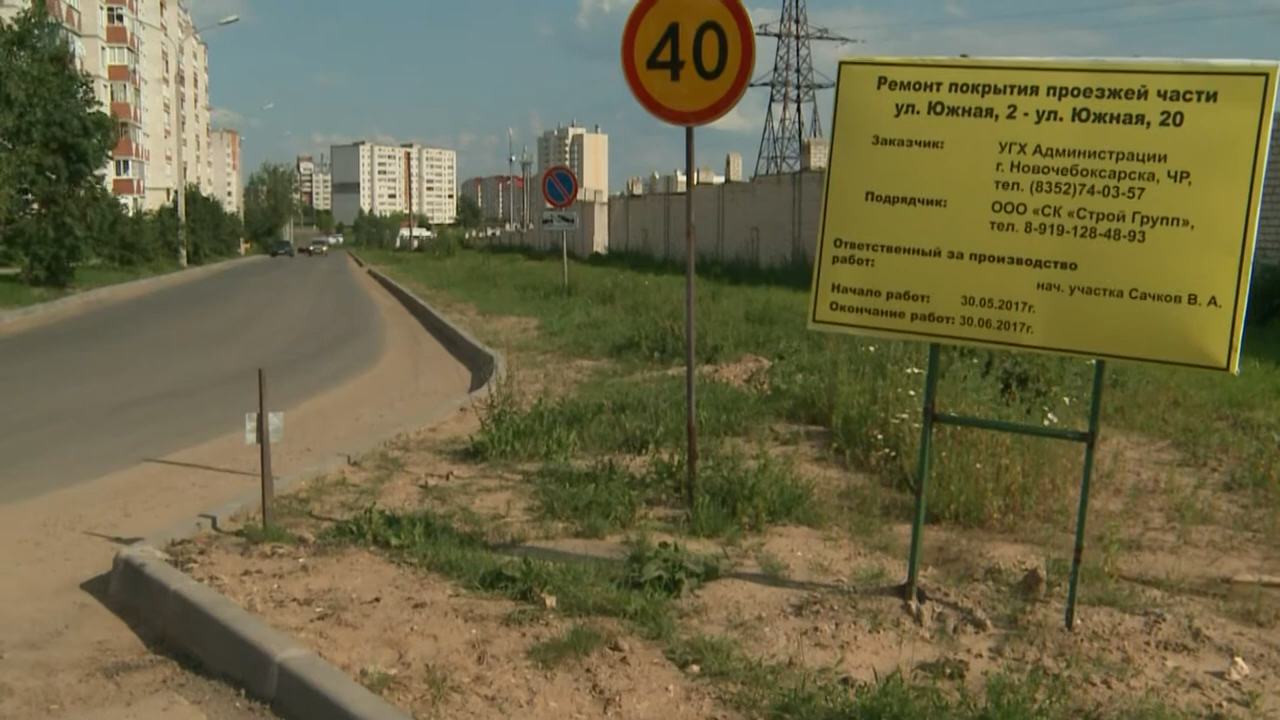 40
Ремонт покрытия проезжей части
ул. Южная, 2 - ул. Южная, 20
Заказчик: УГХ Администрации
г. Новочебоксарска, ЧР,
тел. (8352)74-03-57
Подрядчик: ООО «СК «Строй Групп»,
тел. 8-919-128-48-93
Ответственный за производство
работ:
нач. участка Сачков В. А.
Начало работ: 30.05.2017г.
Окончание работ: 30.06.2017г.